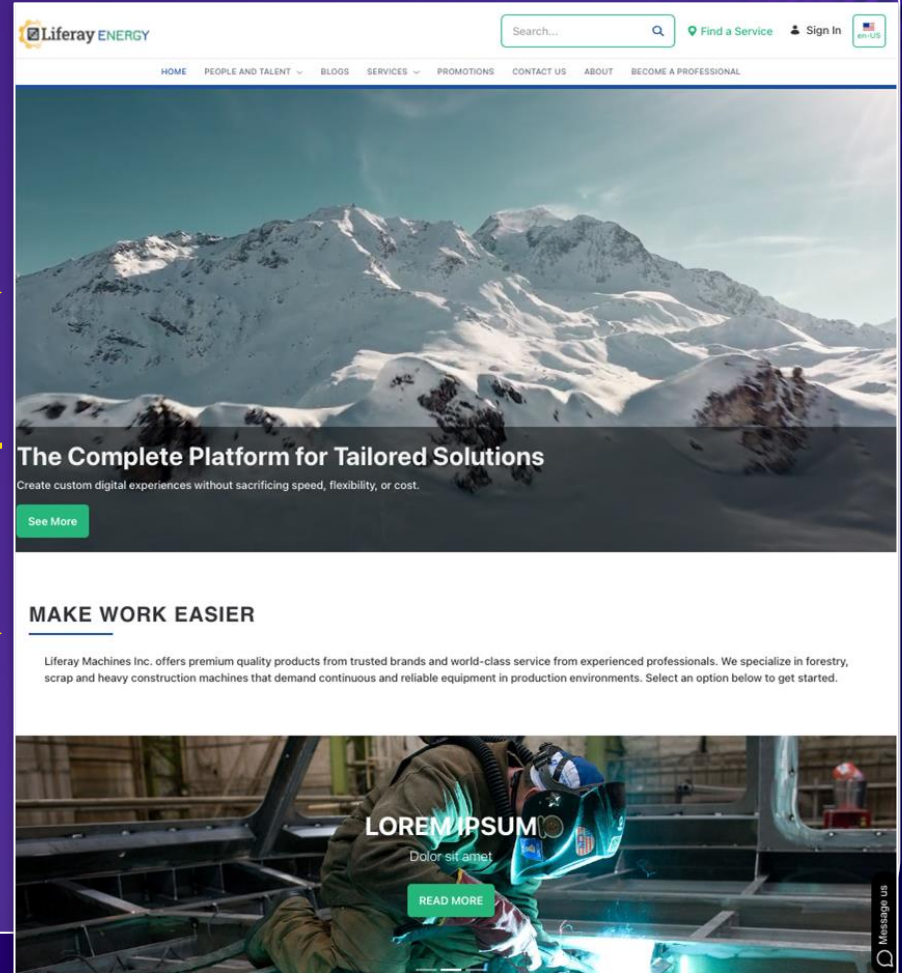 Liferay ENERGY
Search...
Find a Service
Sign In
en-US
HOME
PEOPLE AND TALENT
BLOGS
SERVICES
PROMOTIONS
CONTACT US
ABOUT
BECOME A PROFESSIONAL
The Complete Platform for Tailored Solutions
Create custom digital experiences without sacrificing speed, flexibility, or cost.
See More
MAKE WORK EASIER
Liferay Machines Inc. offers premium quality products from trusted brands and world-class service from experienced professionals. We specialize in forestry,
scrap and heavy construction machines that demand continuous and reliable equipment in production environments. Select an option below to get started.
LOREM IPSUM
Dolor sit amet
READ MORE
Message us